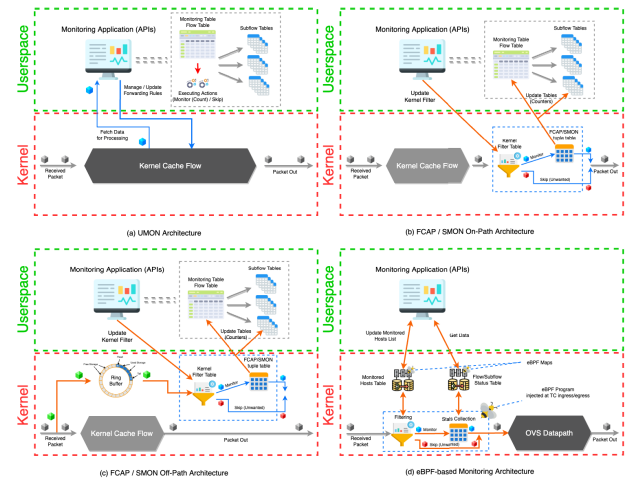 Userspace
Monitoring Application (APIs)
Monitoring Table
Flow Table
Subflow Tables
Executing Actions
(Monitor (Count) / Skip)
Manage / Update
Forwarding Rules
Fetch Data
for Processing
Kernel
Kernel Cache Flow
Received
Packet
Packet Out
(a) UMON Architecture
Userspace
Monitoring Application (APIs)
Monitoring Table
Flow Table
Subflow Tables
Update
Kernel Filter
Update Tables
(Counters)
Kernel
Kernel
Filter Table
FCAP/SMON
tuple table
Kernel Cache Flow
Monitor
Skip (Unwanted)
Received
Packet
Packet Out
(b) FCAP / SMON On-Path Architecture
Userspace
Monitoring Application (APIs)
Monitoring Table
Flow Table
Subflow Tables
Update
Kernel Filter
Update Tables
(Counters)
Kernel
Ring
Buffer
Kernel
Filter Table
FCAP/SMON
tuple table
Monitor
Skip (Unwanted)
Kernel Cache Flow
Received
Packet
Packet Out
(c) FCAP / SMON Off-Path Architecture
Userspace
Monitoring Application (APIs)
Update Monitored
Hosts List
Get Lists
Kernel
Monitored
Hosts Table
Flow/Subflow
Status Table
eBPF Maps
eBPF Program
injected at TC ingress/egress
Filtering
Stats Collection
Monitor
Skip (Unwanted)
OVS Datapath
Received
Packet
Packet Out
(d) eBPF-based Monitoring Architecture